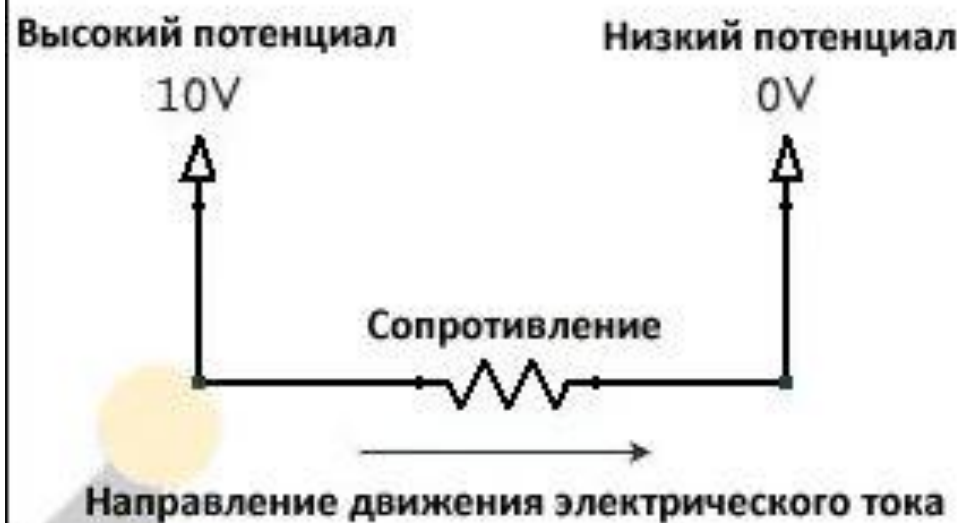 Высокий потенциал
Низкий потенциал
10V
0V
Сопротивление
Направление движения электрического тока